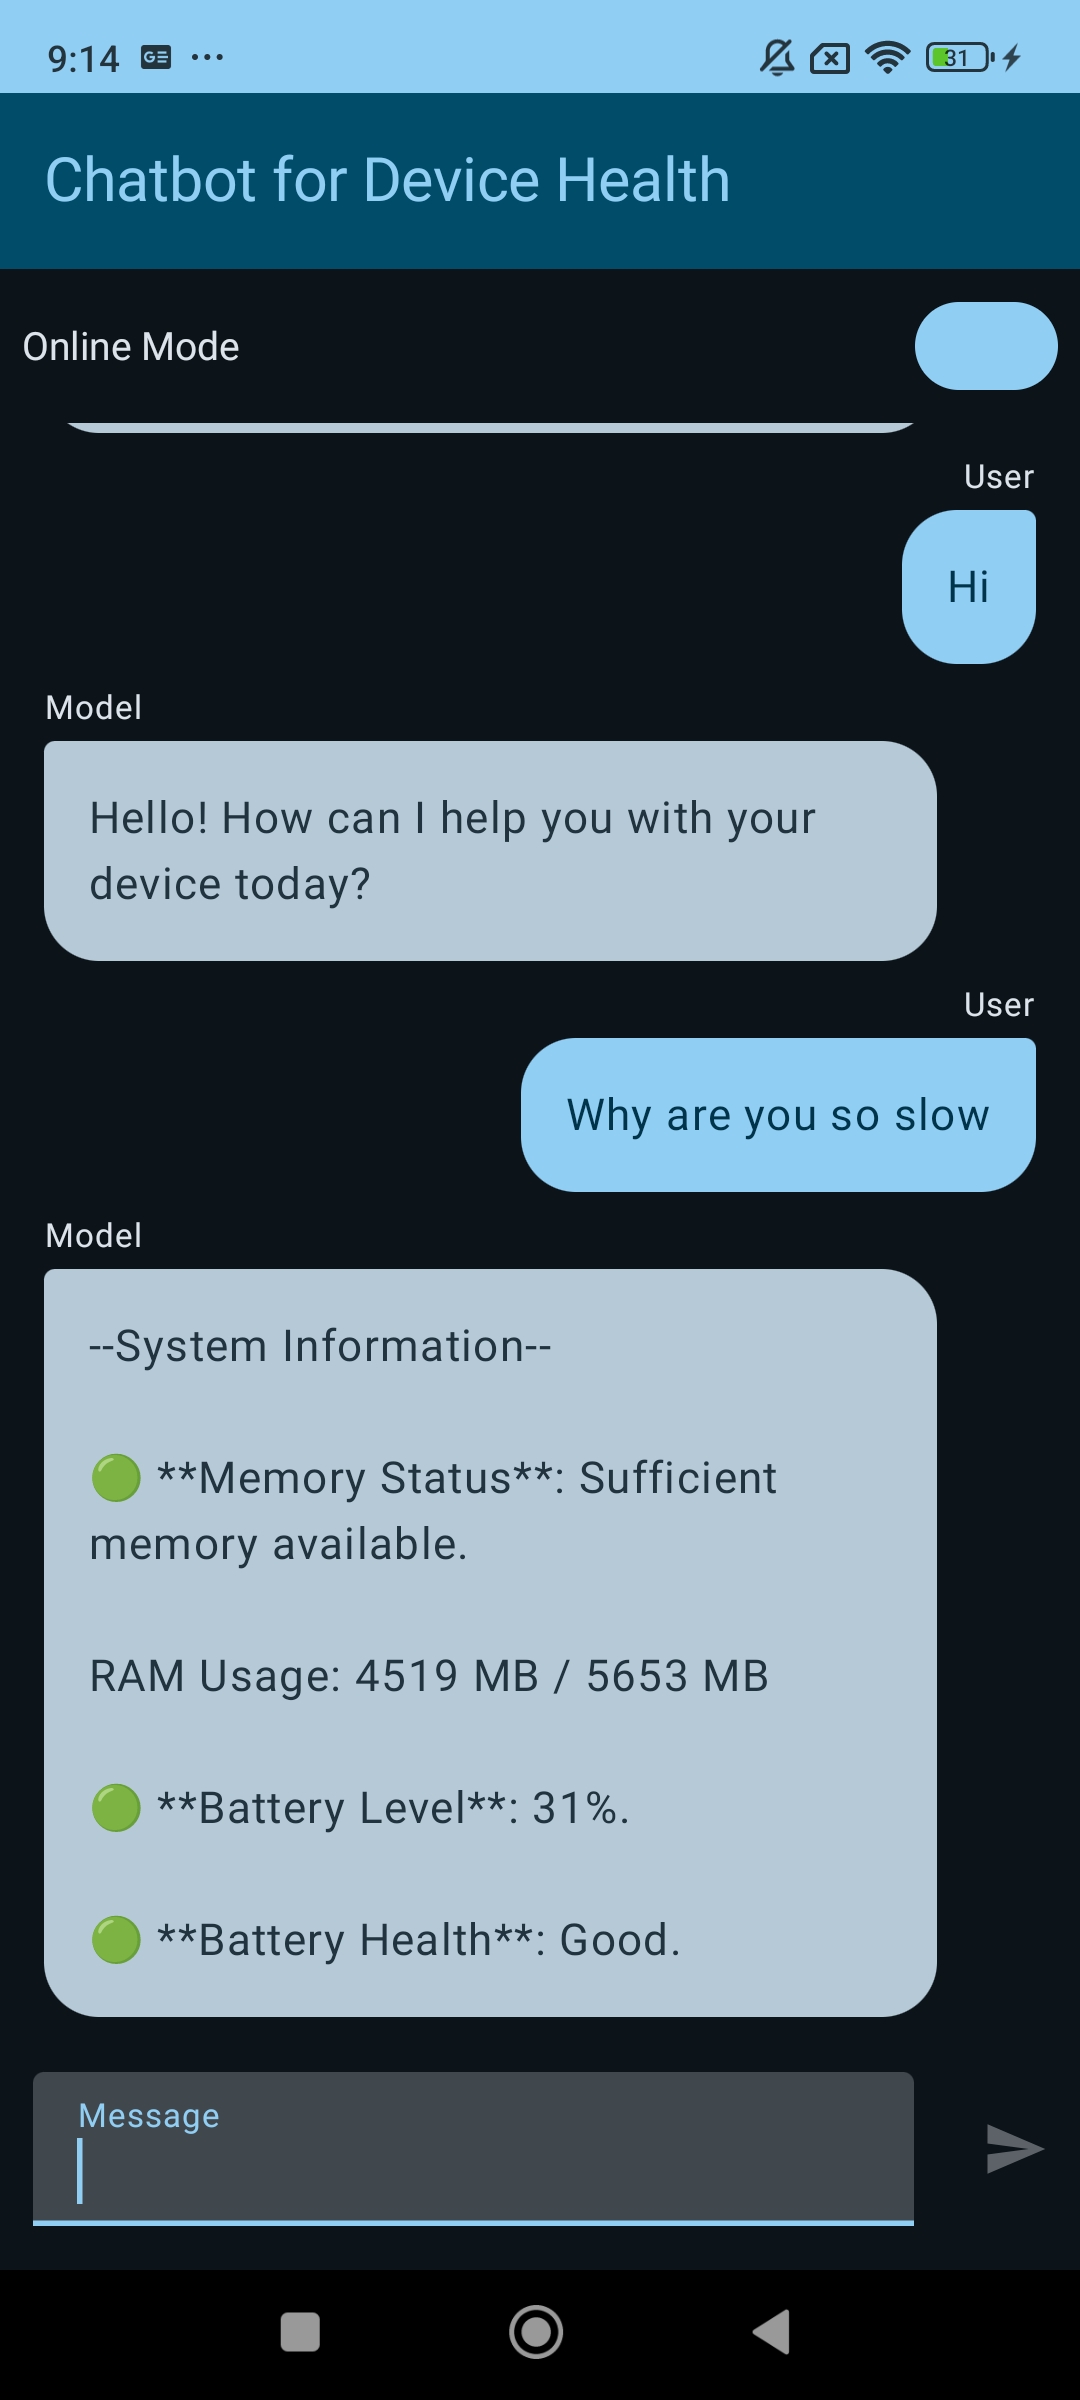 9:14 GE ... 31
Chatbot for Device Health
Online Mode
User
Hi
Model
Hello! How can I help you with your
device today?
User
Why are you so slow
Model
--System Information--
🟢 **Memory Status**: Sufficient
memory available.
RAM Usage: 4519 MB / 5653 MB
🟢 **Battery Level**: 31%.
🟢 **Battery Health**: Good.
Message